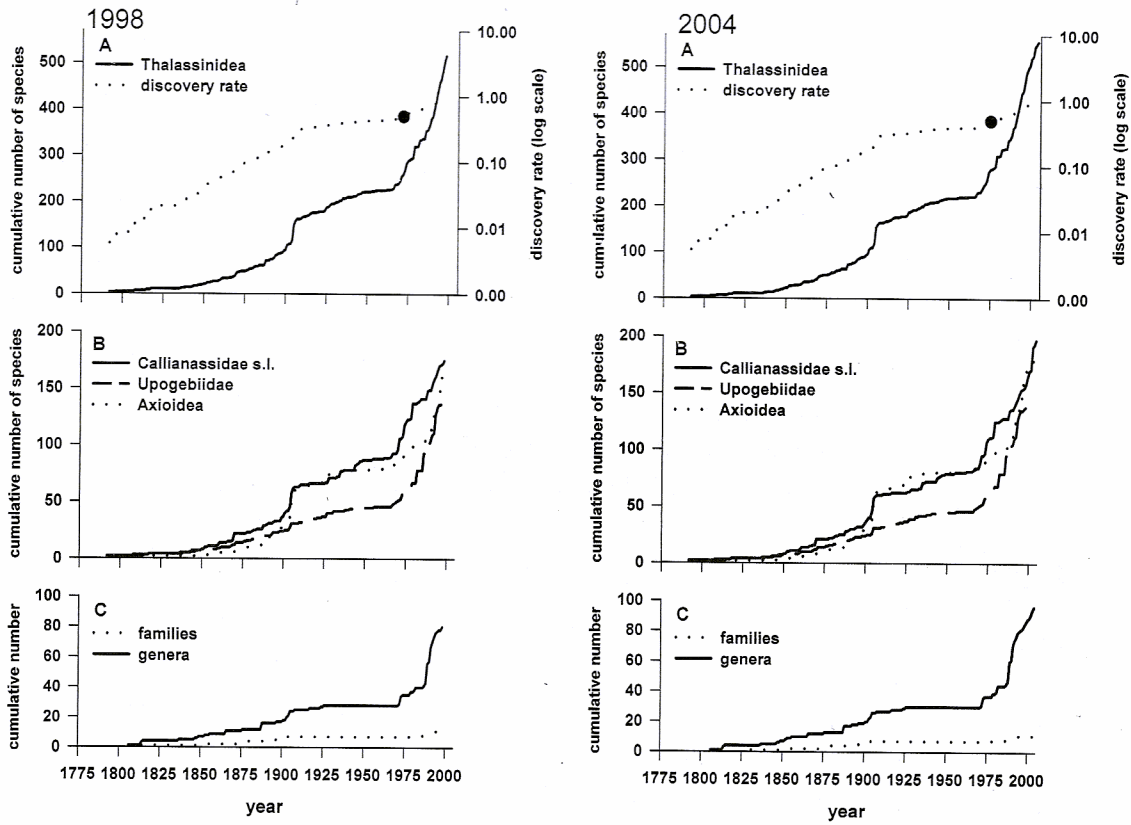 1998
A
Thalassinidea
discovery rate
cumulative number of species
500
400
300
200
100
0
10.00
1.00
0.10
0.01
0.00
discovery rate (log scale)
B
Callianassidae s.l.
Upogebiidae
Axioidea
cumulative number of species
200
150
100
50
0
C
families
genera
cumulative number
100
80
60
40
20
0
1775 1800 1825 1850 1875 1900 1925 1950 1975 2000
year
2004
A
Thalassinidea
discovery rate
cumulative number of species
500
400
300
200
100
0
10.00
1.00
0.10
0.01
0.00
discovery rate (log scale)
B
Callianassidae s.l.
Upogebiidae
Axioidea
cumulative number of species
200
150
100
50
0
C
families
genera
cumulative number
100
80
60
40
20
0
1775 1800 1825 1850 1875 1900 1925 1950 1975 2000
year